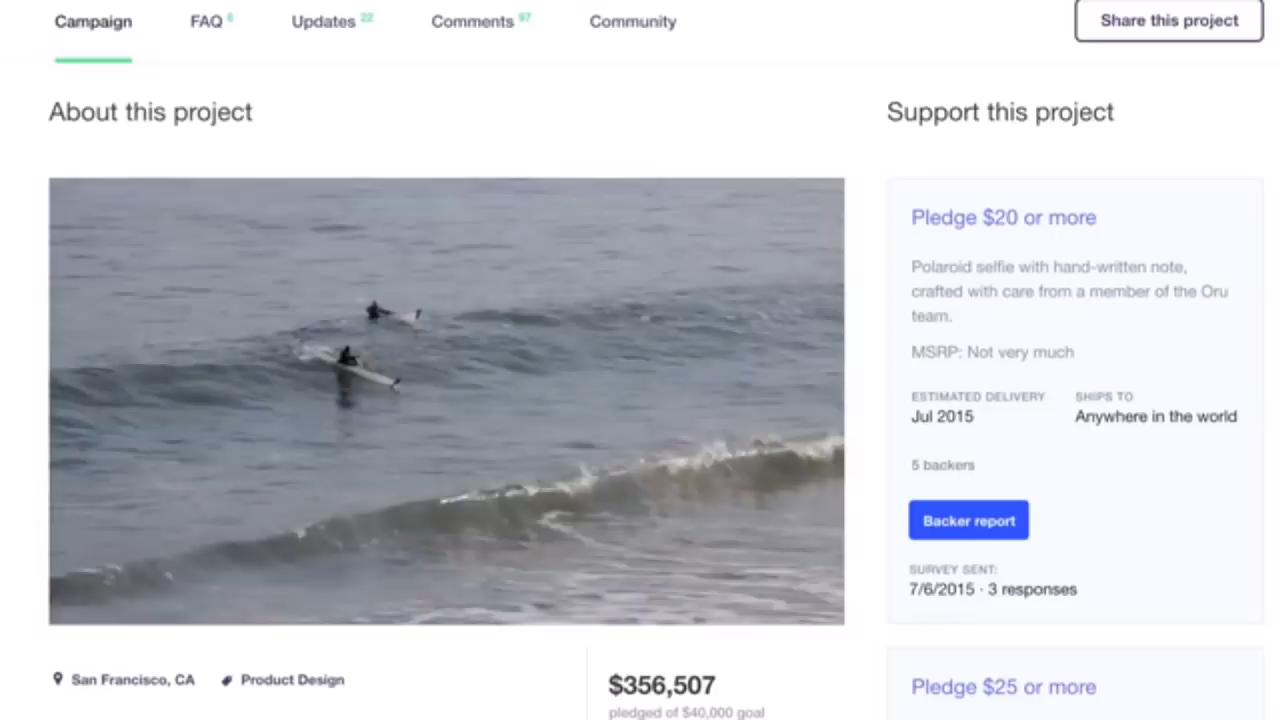 Campaign FAQ 6 Updates 22 Comments 97 Community Share this project
About this project
Support this project
Pledge $20 or more
Polaroid selfie with hand-written note,
crafted with care from a member of the Oru
team.
MSRP: Not very much
ESTIMATED DELIVERY SHIPS TO
Jul 2015 Anywhere in the world
5 backers
Backer report
SURVEY SENT:
7/6/2015 · 3 responses
San Francisco, CA Product Design
$356,507
pledged of $40,000 goal
Pledge $25 or more